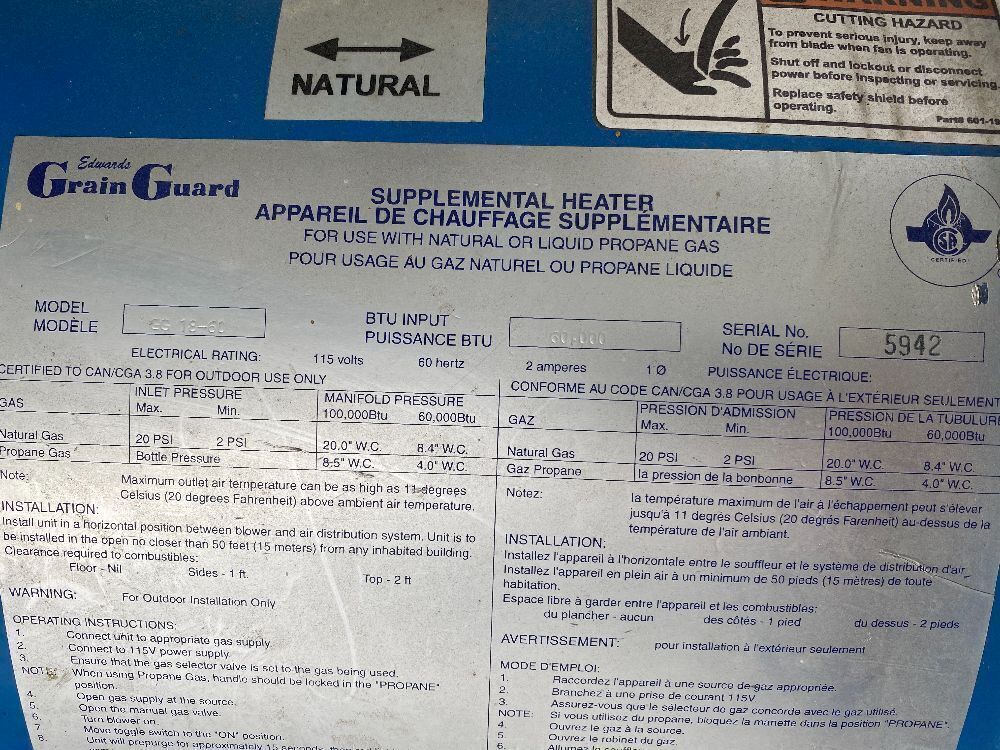 NATURAL
CUTTING HAZARD
To prevent serious injury, keep away
from blade when fan is operating.
Shut off and lockout or disconnect
power before inspecting or servicing.
Replace safety shield before
operating.
Part# 601-19
Edwards
Grain Guard
SUPPLEMENTAL HEATER
APPAREIL DE CHAUFFAGE SUPPLÉMENTAIRE
FOR USE WITH NATURAL OR LIQUID PROPANE GAS
POUR USAGE AU GAZ NATUREL OU PROPANE LIQUIDE
CERTIFIED
MODEL
MODÈLE
18-60
BTU INPUT
PUISSANCE BTU
60,000
SERIAL No.
No DE SÉRIE
5942
ELECTRICAL RATING: 115 volts 60 hertz 2 amperes 1 Ø PUISSANCE ÉLECTRIQUE:
CERTIFIED TO CAN/CGA 3.8 FOR OUTDOOR USE ONLY
GAS INLET PRESSURE MANIFOLD PRESSURE
Max. Min. 100,000Btu 60,000Btu
Natural Gas 20 PSI 2 PSI 20.0" W.C. 8.4" W.C.
Propane Gas Bottle Pressure 8.5" W.C. 4.0" W.C.
Note: Maximum outlet air temperature can be as high as 11 degrees
Celsius (20 degrees Fahrenheit) above ambient air temperature.
INSTALLATION:
Install unit in a horizontal position between blower and air distribution system. Unit is to
be installed in the open no closer than 50 feet (15 meters) from any inhabited building.
Clearance required to combustibles:
Floor - Nil Sides - 1 ft. Top - 2 ft
WARNING: For Outdoor Installation Only
OPERATING INSTRUCTIONS:
1. Connect unit to appropriate gas supply
2. Connect to 115V power supply
3. Ensure that the gas selector valve is set to the gas being used.
NOTE: When using Propane Gas, handle should be locked in the "PROPANE"
position.
4. Open gas supply at the source.
5. Open the manual gas valve.
6. Turn blower on.
7. Move toggle switch to the "ON" position.
8. Unit will prepurge for approximately 15 seconds
CONFORME AU CODE CAN/CGA 3.8 POUR USAGE À L'EXTÉRIEUR SEULEMENT
GAZ PRESSION D'ADMISSION PRESSION DE LA TUBULURE
Max. Min. 100,000Btu 60,000Btu
Natural Gas 20 PSI 2 PSI 20.0" W.C. 8.4" W.C.
Gaz Propane la pression de la bonbonne 8.5" W.C. 4.0" W.C.
Notez: la température maximum de l'air à l'échappement peut s'élever
jusqu'à 11 degrés Celsius (20 degrés Farenheit) au-dessus de la
température de l'air ambiant.
INSTALLATION:
Installez l'appareil à l'horizontale entre le souffleur et le systeme de distribution d'air
Installez l'appareil en plein air à un minimum de 50 pieds (15 mètres) de toute
habitation.
Espace libre à garder entre l'appareil et les combustibles:
du plancher - aucun des côtés - 1 pied du dessus - 2 pieds
AVERTISSEMENT: pour installation à l'extérieur seulement
MODE D'EMPLOI:
1. Raccordez l'appareil à une source de gaz appropriée.
2. Branchez à une prise de courant 115V
3. Assurez-vous que le sélecteur de gaz concorde avec le gaz utilisé.
NOTE: Si vous utilisez du propane, bloquez la manette dans la position "PROPANE".
4. Ouvrez le gaz à la source.
5. Ouvrez le robinet du gaz.
6. Allumez